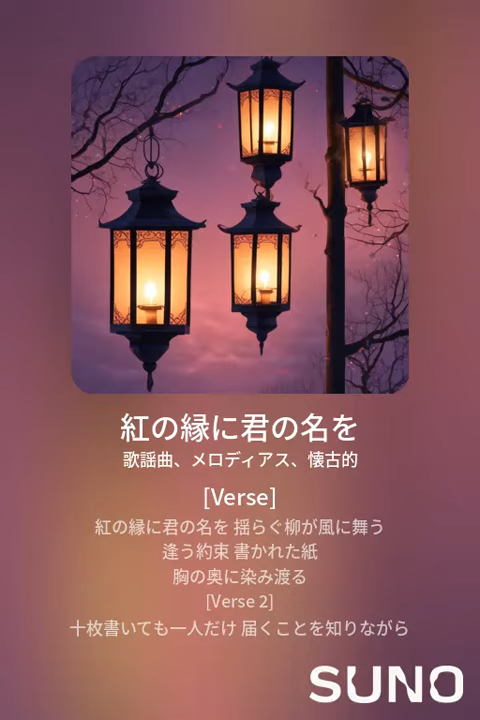 紅の縁に君の名を
歌謡曲、メロディアス、懐古的
[Verse]
紅の縁に君の名を 揺らぐ柳が風に舞う
逢う約束 書かれた紙
胸の奥に染み渡る
[Verse 2]
十枚書いても一人だけ 届くことを知りながら
SUNO